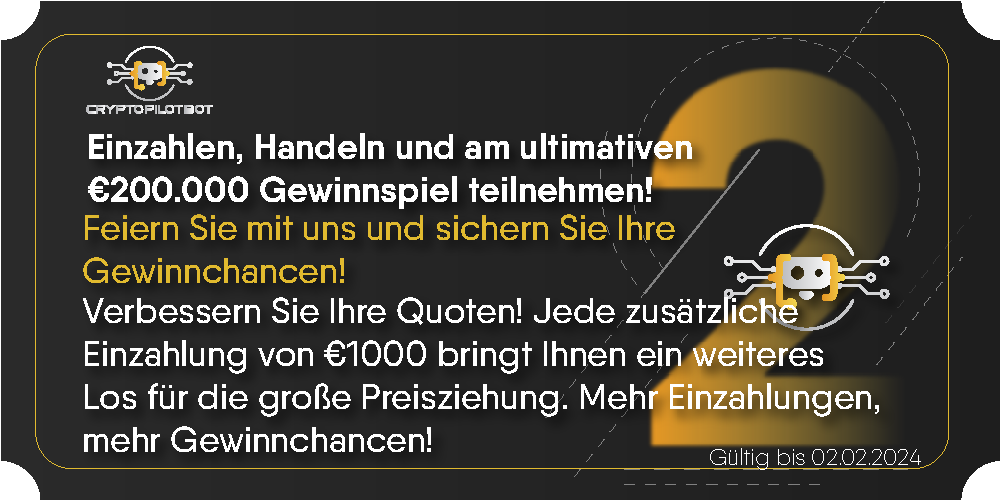 CRYPTOPILOTBOT
Einzahlen, Handeln und am ultimativen
€200.000 Gewinnspiel teilnehmen!
Feiern Sie mit uns und sichern Sie Ihre
Gewinnchancen!
Verbessern Sie Ihre Quoten! Jede zusätzliche
Einzahlung von €1000 bringt Ihnen ein weiteres
Los für die große Preisziehung. Mehr Einzahlungen,
mehr Gewinnchancen!
2
Gültig bis 02.02.2024